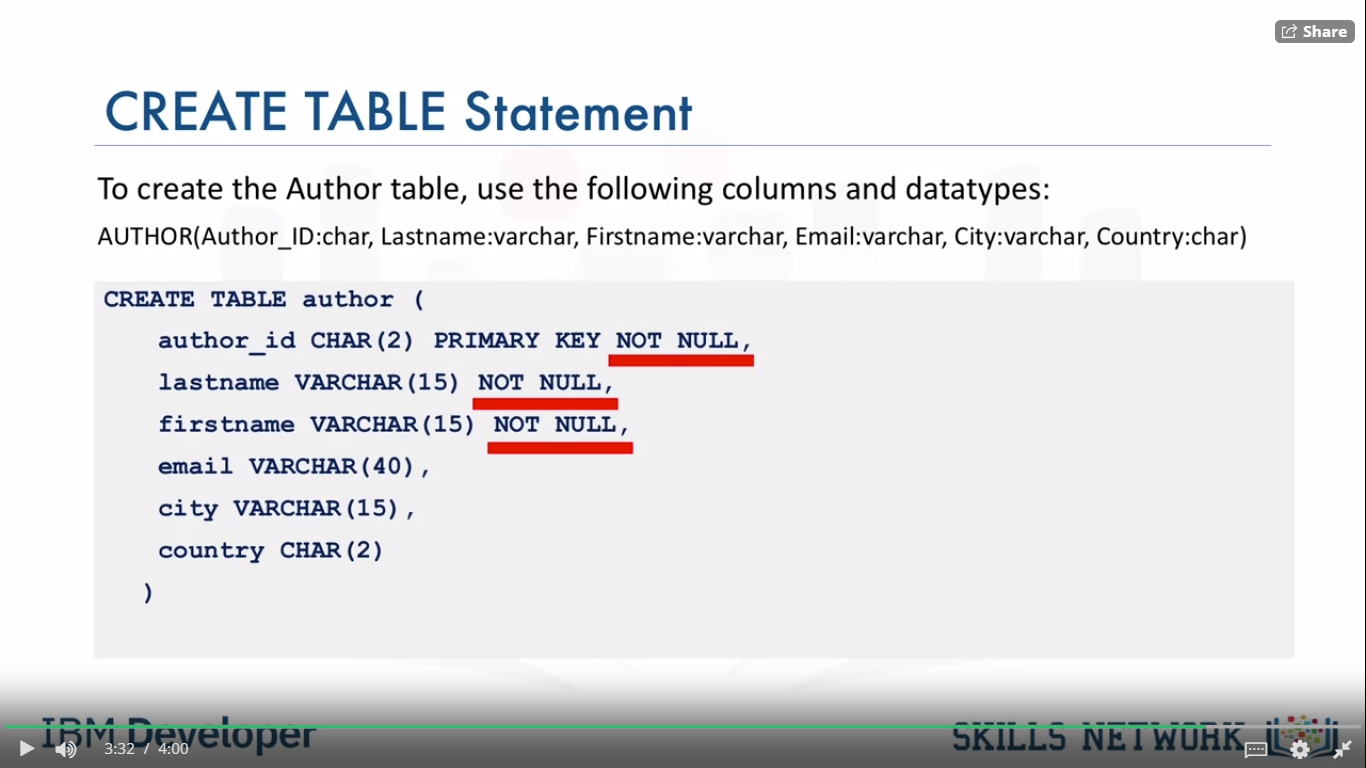 Share
CREATE TABLE Statement
To create the Author table, use the following columns and datatypes:
AUTHOR(Author_ID:char, Lastname:varchar, Firstname:varchar, Email:varchar, City:varchar, Country:char)
CREATE TABLE author (
author_id CHAR(2) PRIMARY KEY NOT NULL,
lastname VARCHAR(15) NOT NULL,
firstname VARCHAR(15) NOT NULL,
email VARCHAR(40),
city VARCHAR(15),
country CHAR(2)
)
IBM Developer
SKILLS NETWORK
3:32 / 4:00